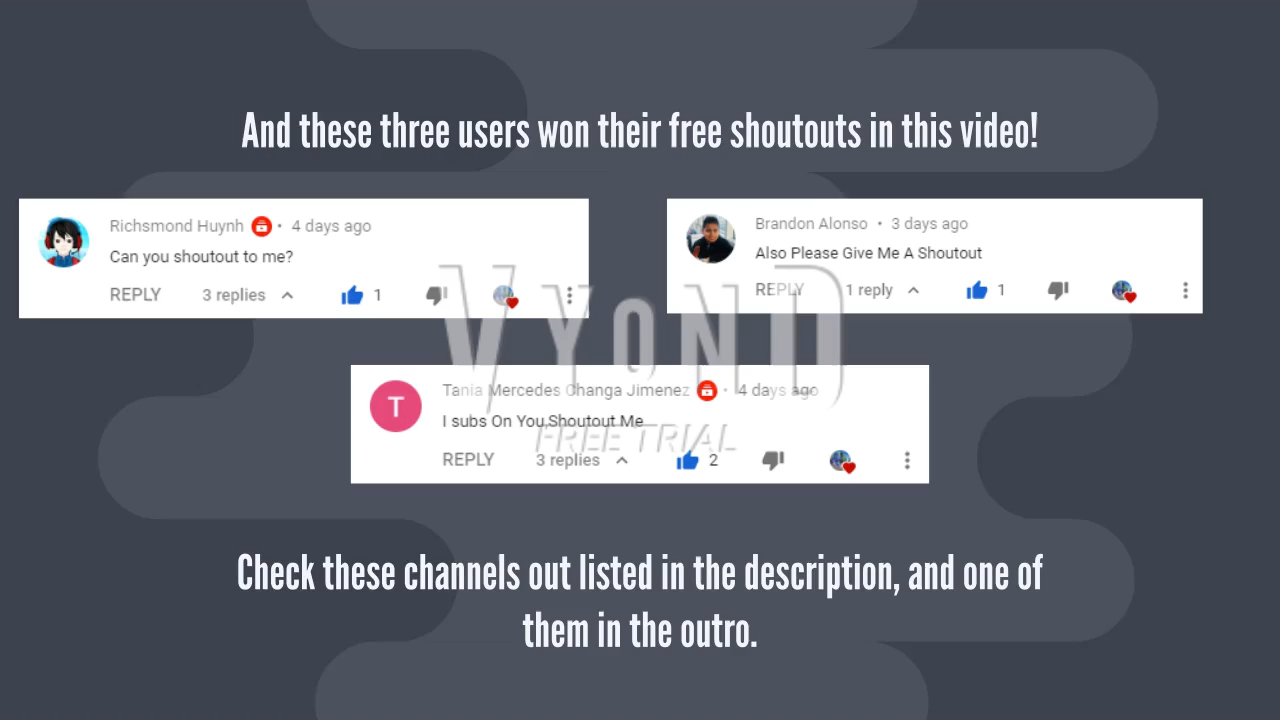 And these three users won their free shoutouts in this video!
Richsmond Huynh • 4 days ago
Can you shoutout to me?
REPLY 3 replies 1
Brandon Alonso • 3 days ago
Also Please Give Me A Shoutout
REPLY 1 reply 1
VYOND
Tania Mercedes Changa Jimenez • 4 days ago
T
I subs On You Shoutout Me
FREE TRIAL
REPLY 3 replies 2
Check these channels out listed in the description, and one of
them in the outro.